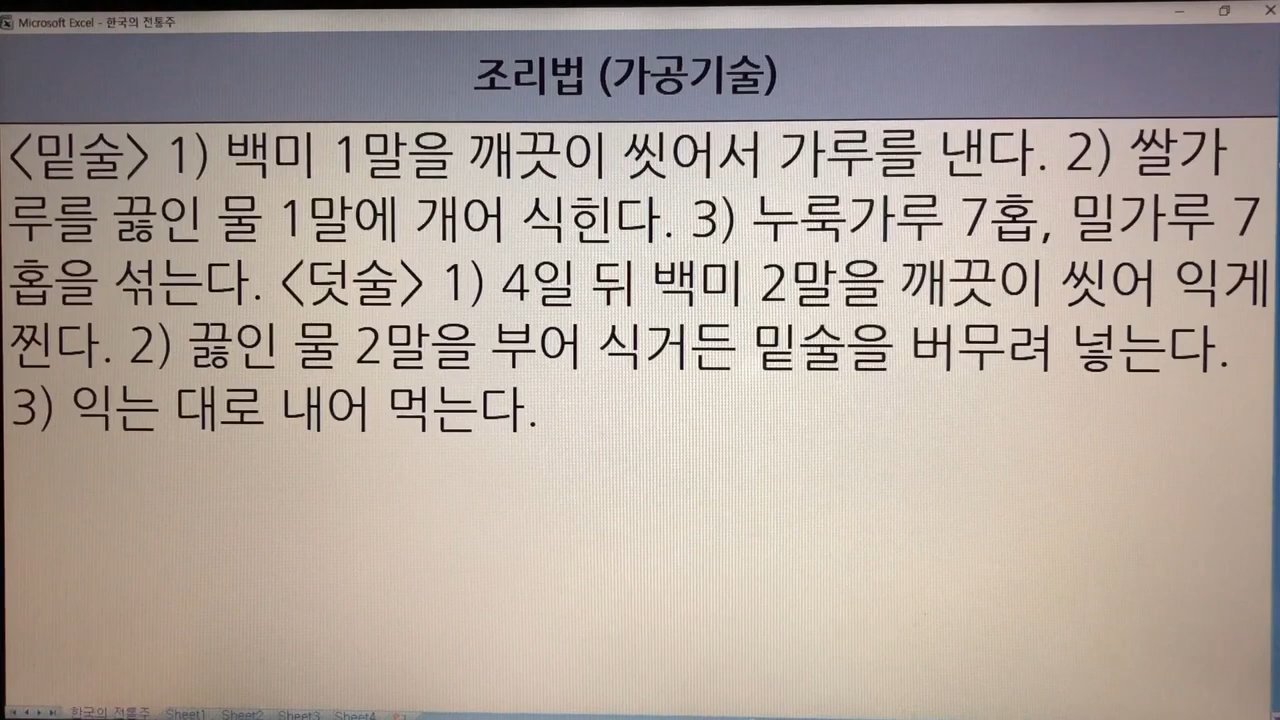 Microsoft Excel - 한국의 전통주
조리법 (가공기술)
<밑술> 1) 백미 1말을 깨끗이 씻어서 가루를 낸다. 2) 쌀가
루를 끓인 물 1말에 개어 식힌다. 3) 누룩가루 7홉, 밀가루 7
홉을 섞는다. <덧술> 1) 4일 뒤 백미 2말을 깨끗이 씻어 익게
찐다. 2) 끓인 물 2말을 부어 식거든 밑술을 버무려 넣는다.
3) 익는 대로 내어 먹는다.
한국의 전통주 Sheet1 Sheet2 Sheet3 Sheet4